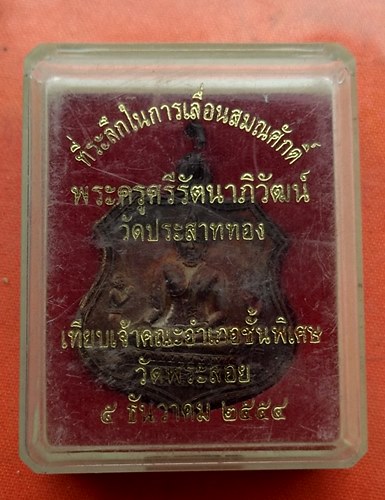 ที่ระลึกในการเลื่อนสมณศักดิ์
พระครูศรีรัตนาภิวัฒน์
วัดประสาททอง
เทียบเจ้าคณะอำเภอชั้นพิเศษ
วัดพระลอย
๕ ธันวาคม ๒๕๕๔